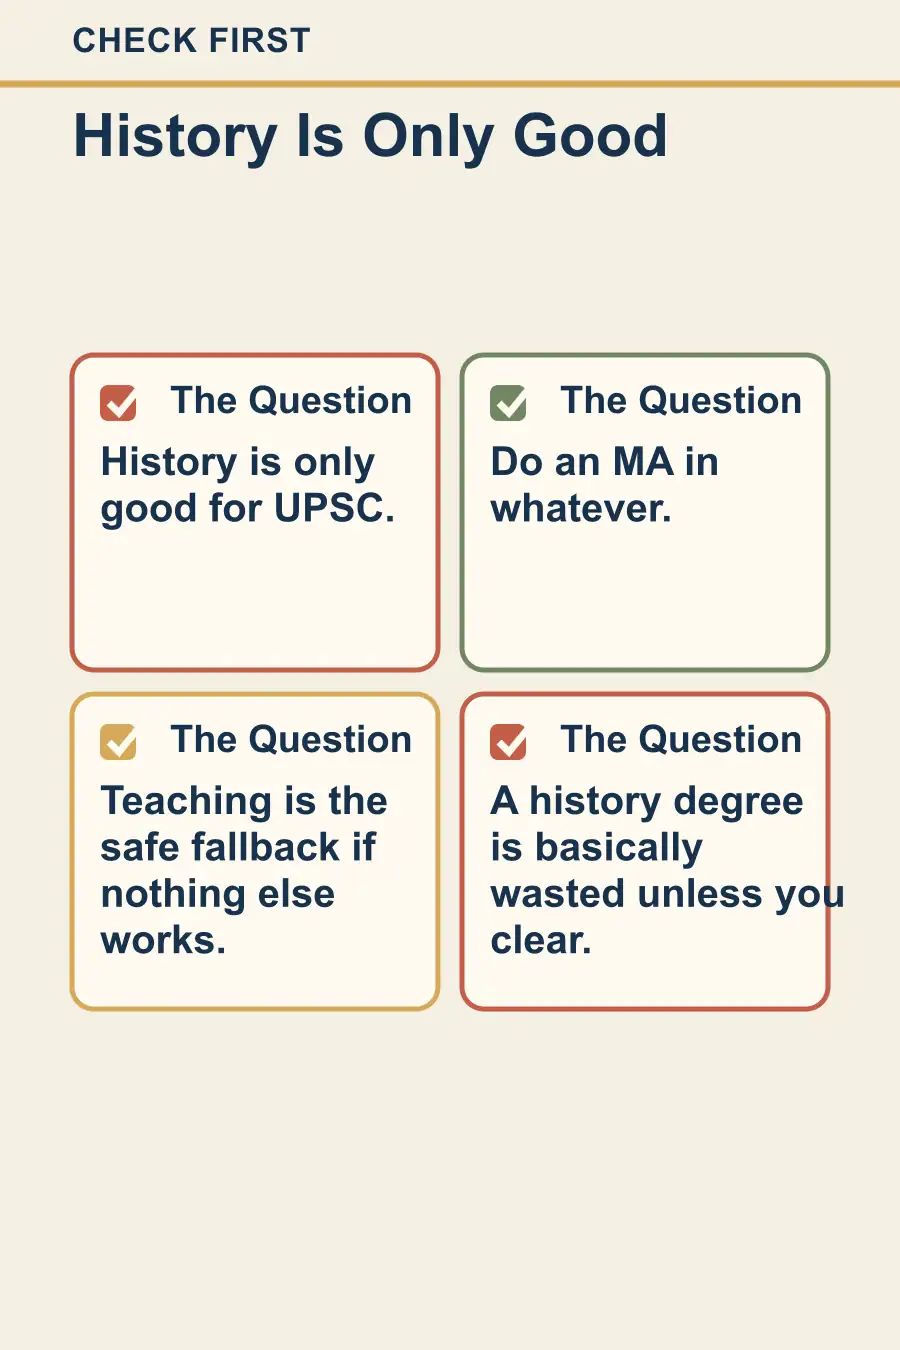 CHECK FIRST
History Is Only Good
The Question
History is only
good for UPSC.
The Question
Do an MA in
whatever.
The Question
Teaching is the
safe fallback if
nothing else
works.
The Question
A history degree
is basically
wasted unless you
clear.